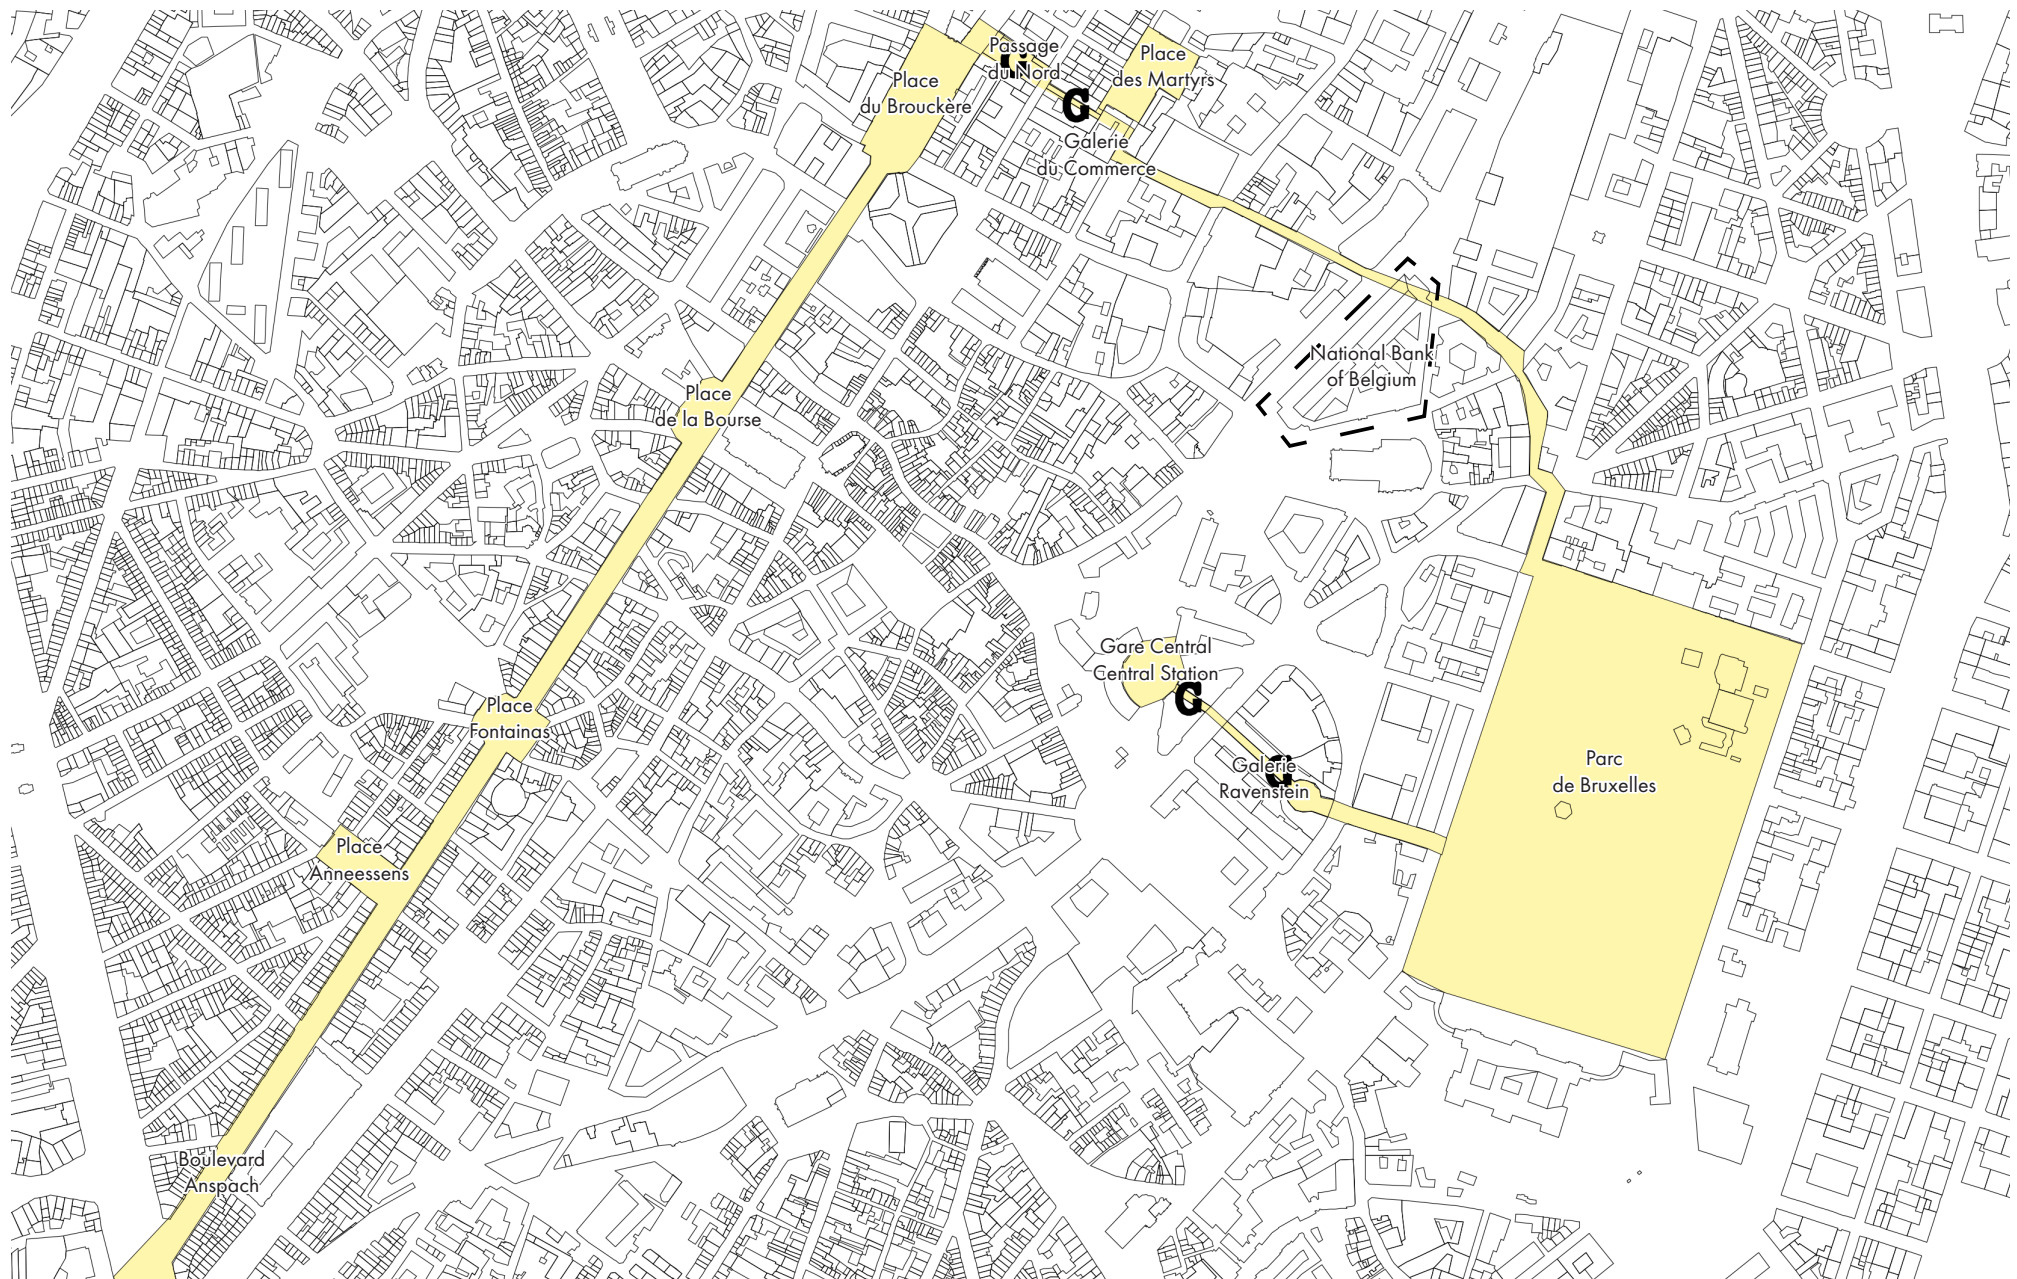 Passage
du Nord
G
Place
des Martyrs
Place
du Brouckère
G
Galerie
du Commerce
National Bank
of Belgium
Place
de la Bourse
Gare Central
Central Station
G
Place
Fontainas
Galerie
Ravenstein
G
Parc
de Bruxelles
Place
Anneessens
Boulevard
Anspach